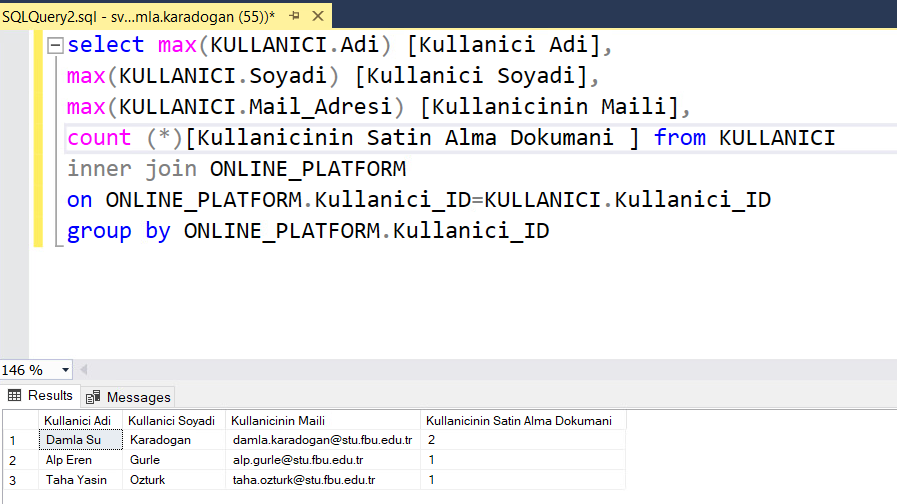 SQLQuery2.sql - sv...mla.karadogan (55))*
select max(KULLANICI.Adi) [Kullanici Adi],
max(KULLANICI.Soyadi) [Kullanici Soyadi],
max(KULLANICI.Mail_Adresi) [Kullanicinin Maili],
count (*)[Kullanicinin Satin Alma Dokumani ] from KULLANICI
inner join ONLINE_PLATFORM
on ONLINE_PLATFORM.Kullanici_ID=KULLANICI.Kullanici_ID
group by ONLINE_PLATFORM.Kullanici_ID
146 %
Results Messages
Kullanici Adi Kullanici Soyadi Kullanicinin Maili Kullanicinin Satin Alma Dokumani
1 Damla Su Karadogan damla.karadogan@stu.fbu.edu.tr 2
2 Alp Eren Gurle alp.gurle@stu.fbu.edu.tr 1
3 Taha Yasin Ozturk taha.ozturk@stu.fbu.edu.tr 1